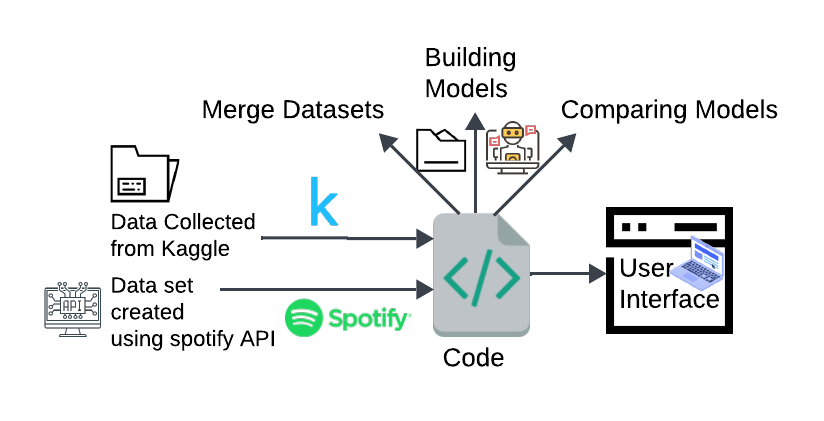 Building
Models
Merge Datasets
Comparing Models
Data Collected
from Kaggle
k
Data set
created
using spotify API
API
Spotify
</>
Code
User
Interface